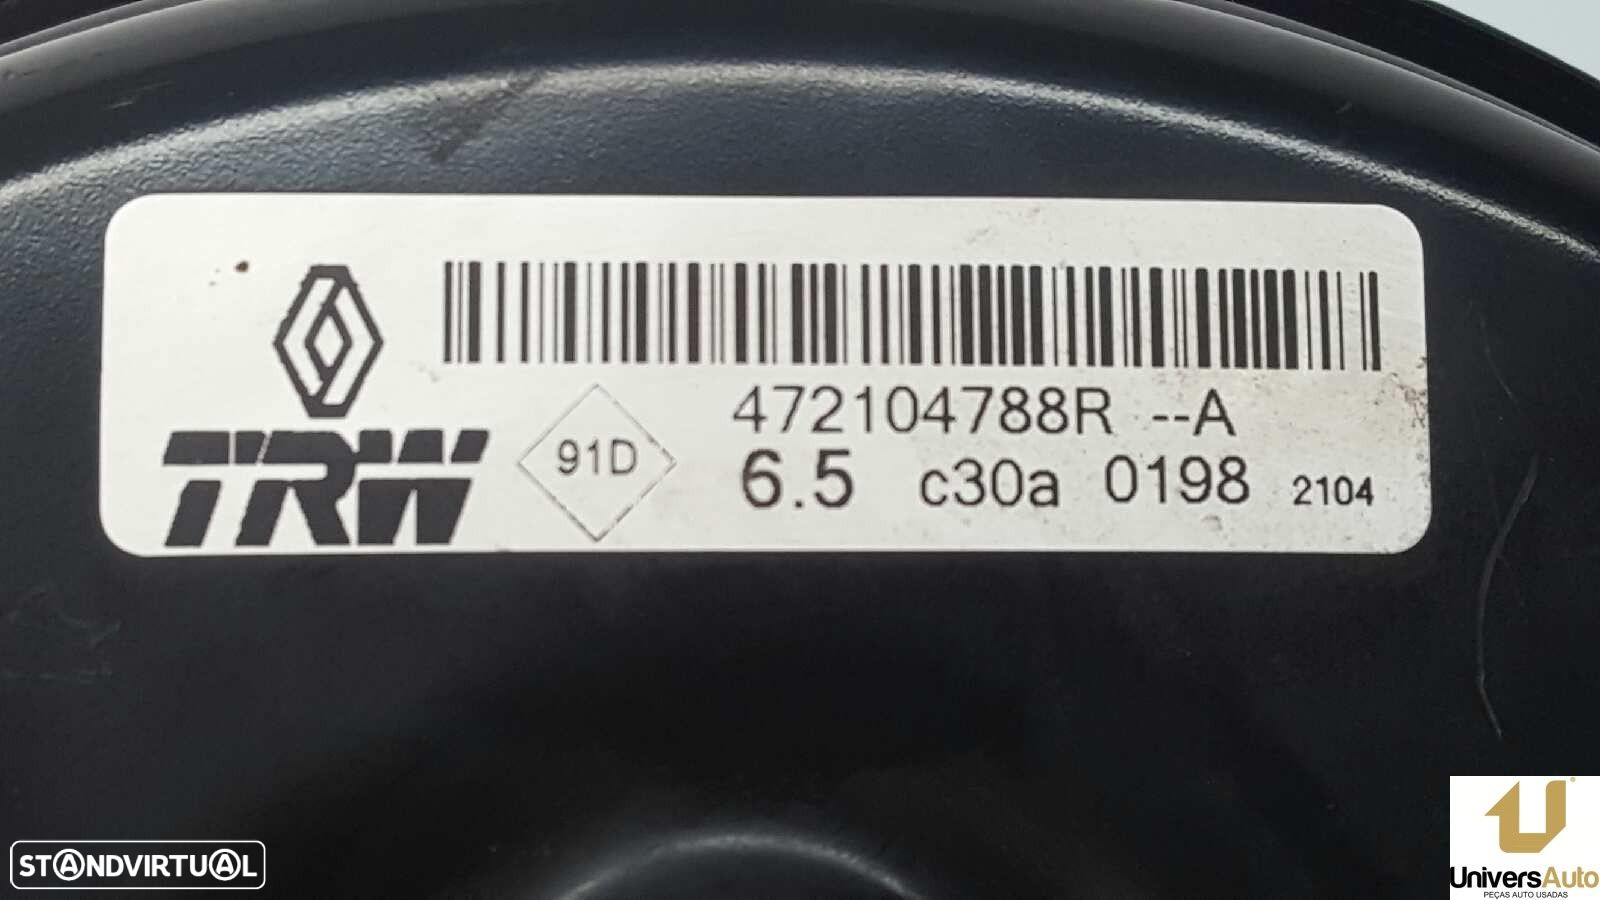 472104788R --A
TRW
91D
6.5 c30a 0198 2104
STANDVIRTUAL
UniversAuto
PEÇAS AUTO USADAS